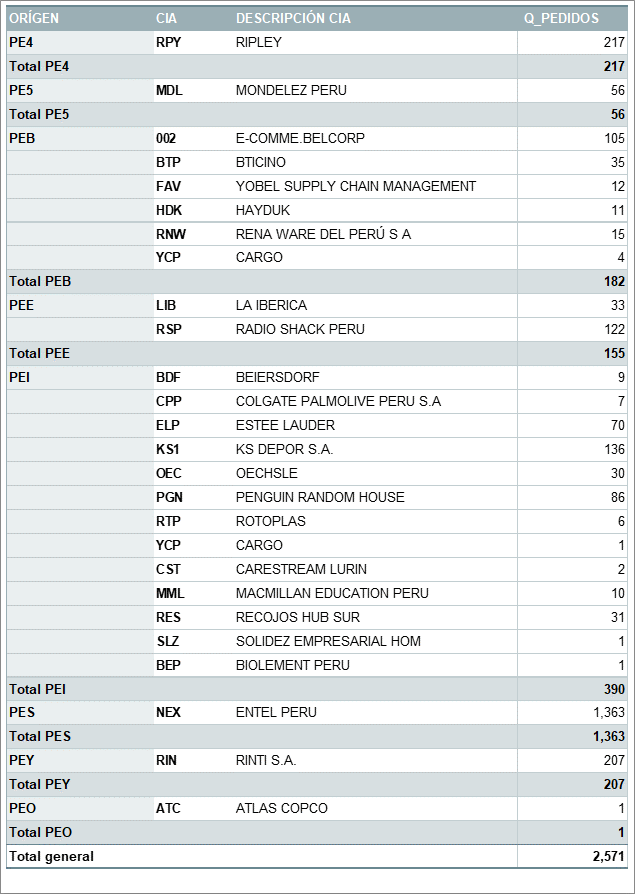 ORÍGEN CIA DESCRIPCIÓN CIA Q_PEDIDOS
PE4 RPY RIPLEY 217
Total PE4 217
PE5 MDL MONDELEZ PERU 56
Total PE5 56
PEB 002 E-COMME.BELCORP 105
BTP BTICINO 35
FAV YOBEL SUPPLY CHAIN MANAGEMENT 12
HDK HAYDUK 11
RNW RENA WARE DEL PERÚ S A 15
YCP CARGO 4
Total PEB 182
PEE LIB LA IBERICA 33
RSP RADIO SHACK PERU 122
Total PEE 155
PEI BDF BEIERSDORF 9
CPP COLGATE PALMOLIVE PERU S.A 7
ELP ESTEE LAUDER 70
KS1 KS DEPOR S.A. 136
OEC OECHSLE 30
PGN PENGUIN RANDOM HOUSE 86
RTP ROTOPLAS 6
YCP CARGO 1
CST CARESTREAM LURIN 2
MML MACMILLAN EDUCATION PERU 10
RES RECOJOS HUB SUR 31
SLZ SOLIDEZ EMPRESARIAL HOM 1
BEP BIOLEMENT PERU 1
Total PEI 390
PES NEX ENTEL PERU 1,363
Total PES 1,363
PEY RIN RINTI S.A. 207
Total PEY 207
PEO ATC ATLAS COPCO 1
Total PEO 1
Total general 2,571